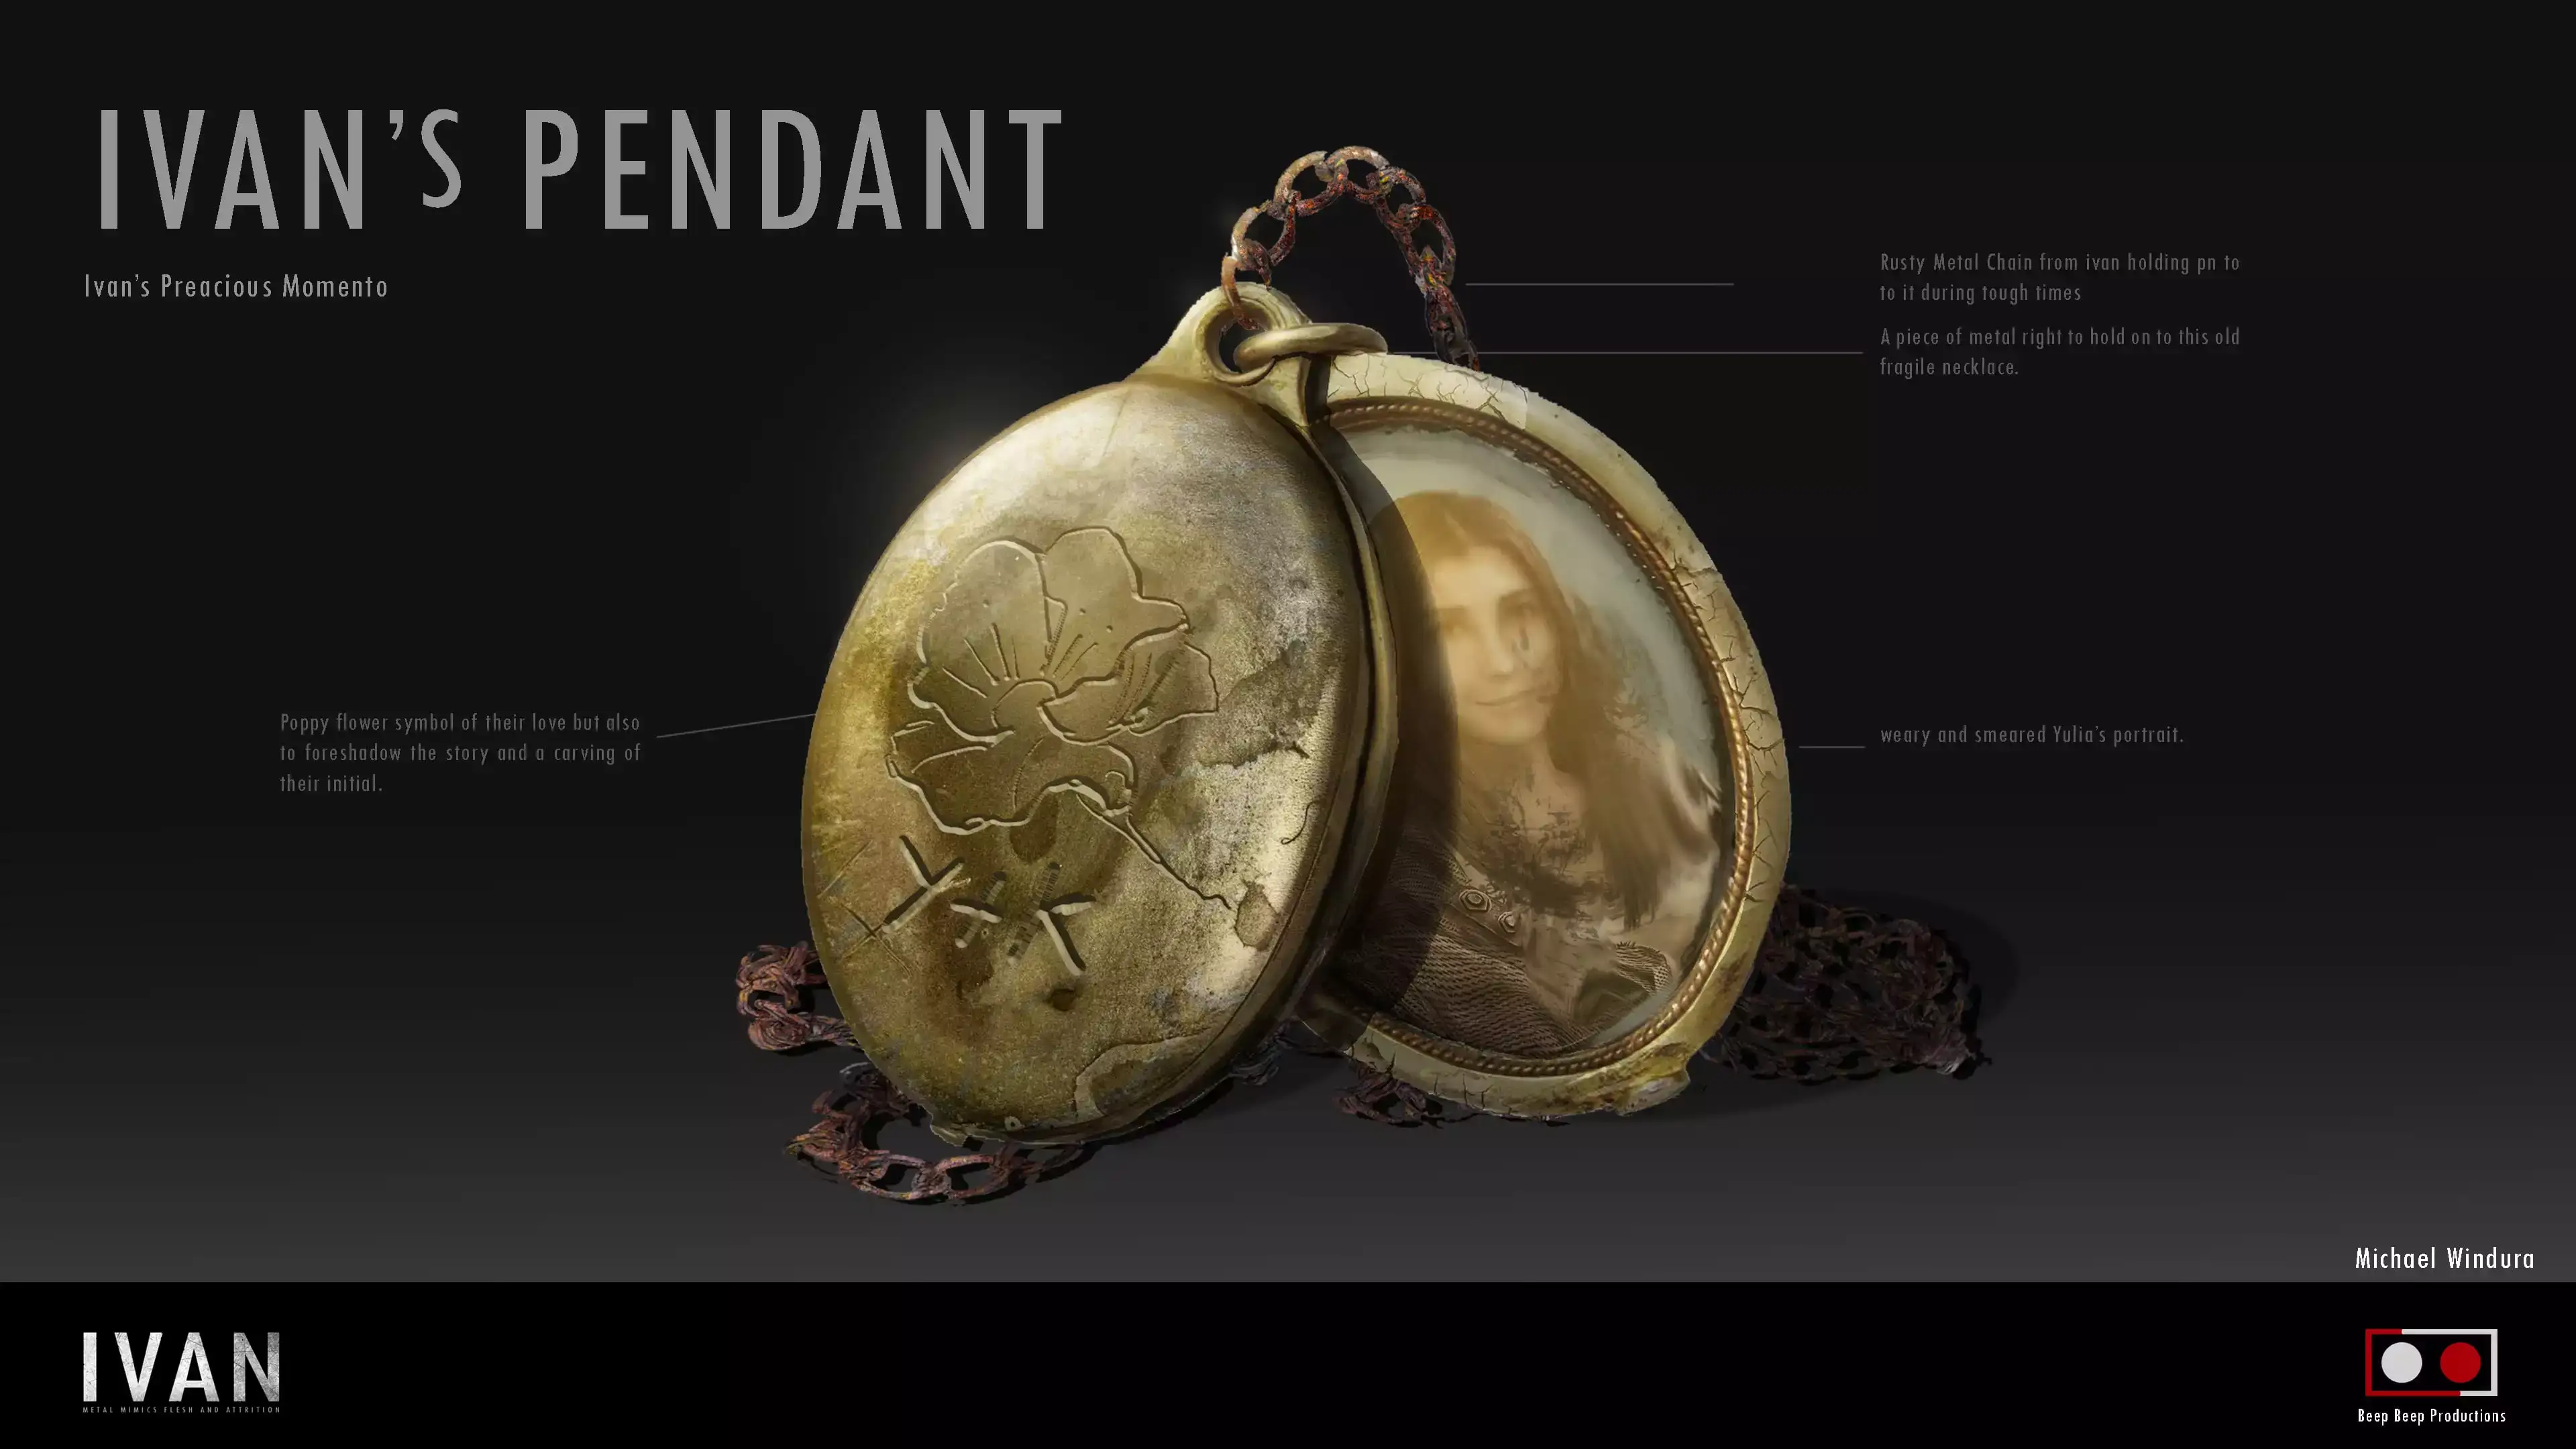 IVAN'S PENDANT
Ivan's Preacious Momento
Rusty Metal Chain from ivan holding pn to
to it during tough times
A piece of metal right to hold on to this old
fragile necklace.
Poppy flower symbol of their love but also
to foreshadow the story and a carving of
their initial.
weary and smeared Yulia's portrait.
Michael Windura
IVAN
METAL MIMICS FLESH AND ATTRITION
Beep Beep Productions